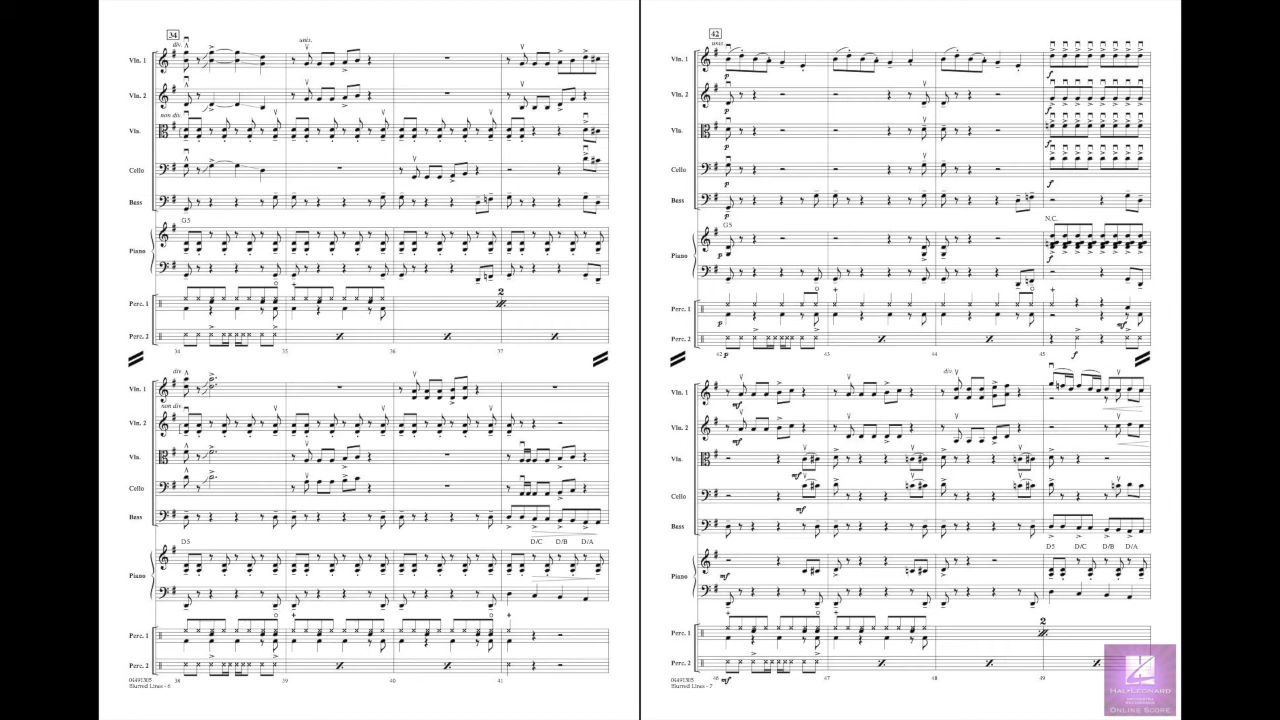 34
div.
unis.
Vln. 1
Vln. 2
non div.
Vla.
Cello
Bass
G5
Piano
2
Perc. 1
Perc. 2
34 35 36 37
div.
Vln. 1
non div.
Vln. 2
Vla.
Cello
Bass
D5 D/C D/B D/A
Piano
Perc. 1
Perc. 2
38 39 40 41
04491305
Blurred Lines - 6
42
unis.
Vln. 1
p f
Vln. 2
p f
Vla.
p f
Cello
p f
Bass
p
G5 N.C.
Piano
p f
Perc. 1
p mf
Perc. 2
42 p 43 44 45 f
div.
Vln. 1
mf
Vln. 2
mf
Vla.
mf
Cello
mf
Bass
D5 D/C D/B D/A
Piano
mf
2
Perc. 1
Perc. 2
46 47 48 49
mf
04491305
Blurred Lines - 7
HAL•LEONARD
ONLINE SCORE